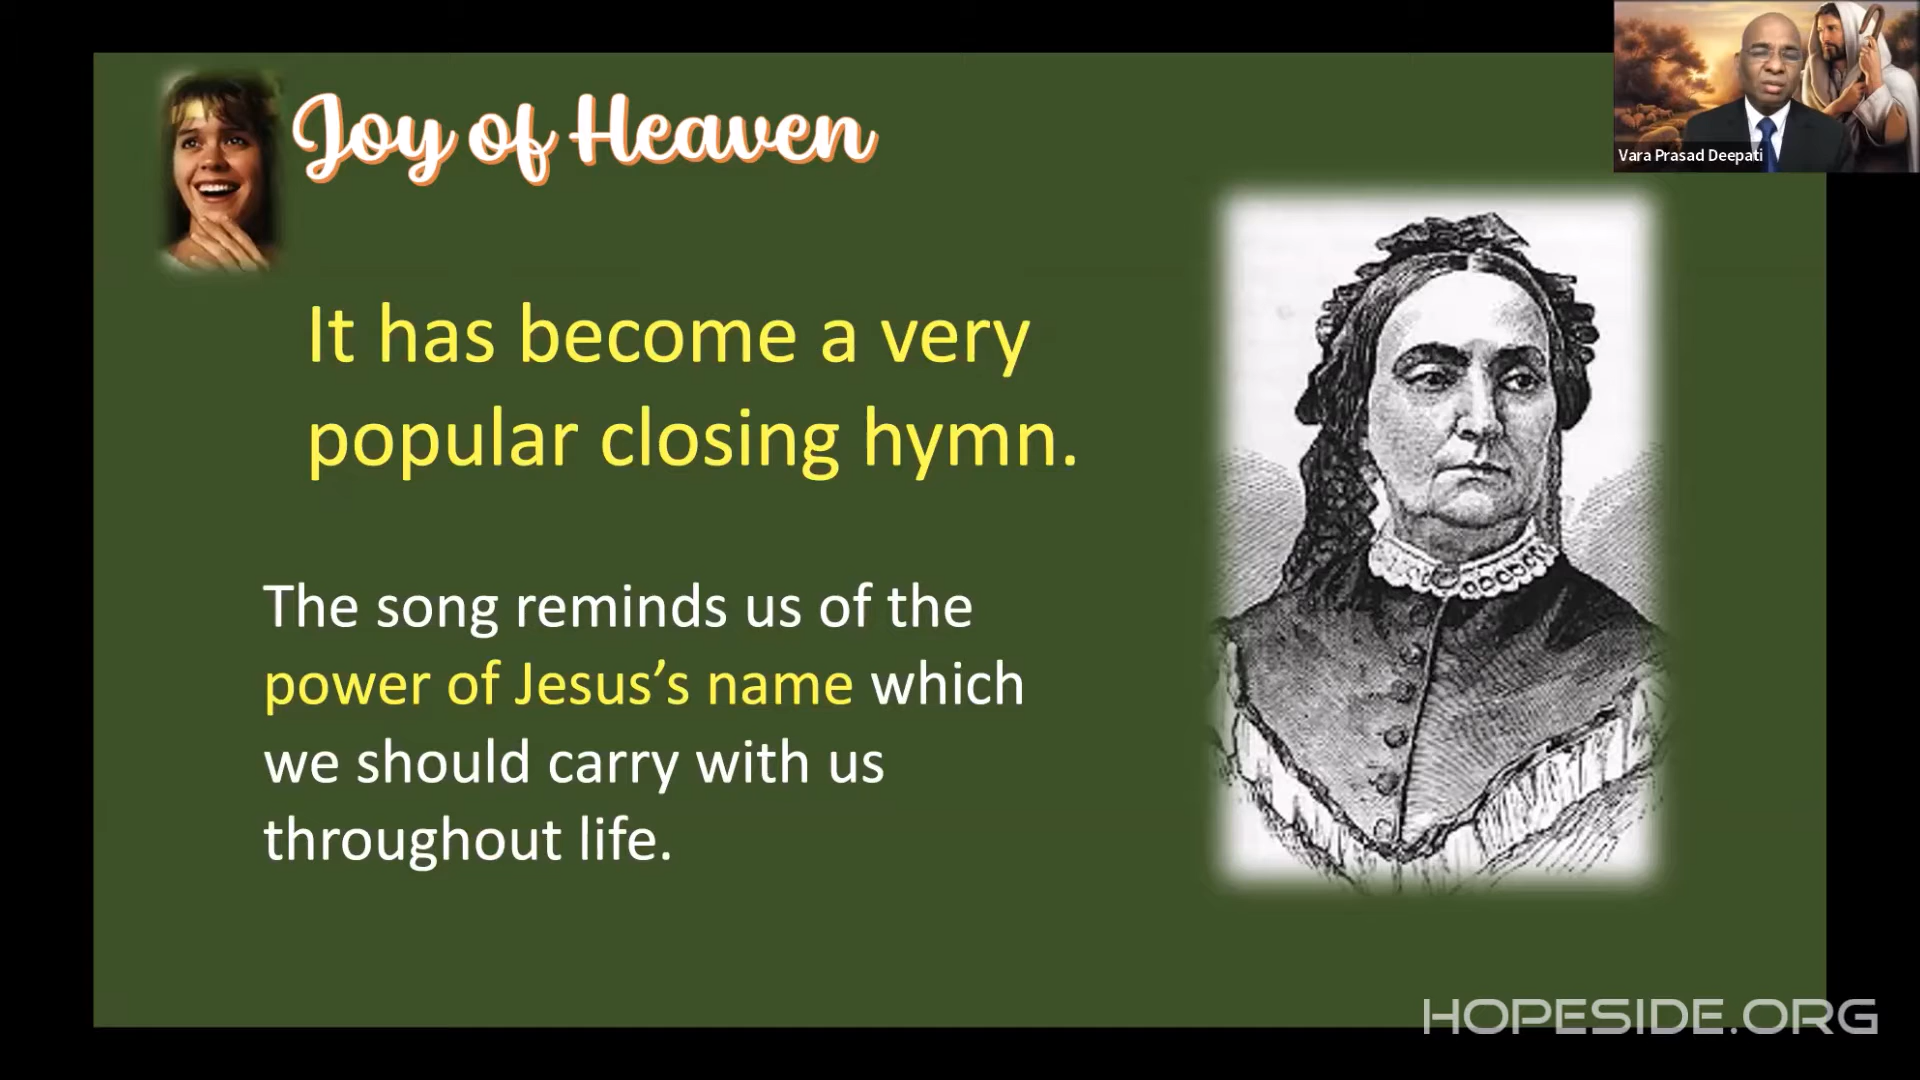 Joy of Heaven
Vara Prasad Deepati
It has become a very
popular closing hymn.
The song reminds us of the
power of Jesus’s name which
we should carry with us
throughout life.
HOPESIDE.ORG